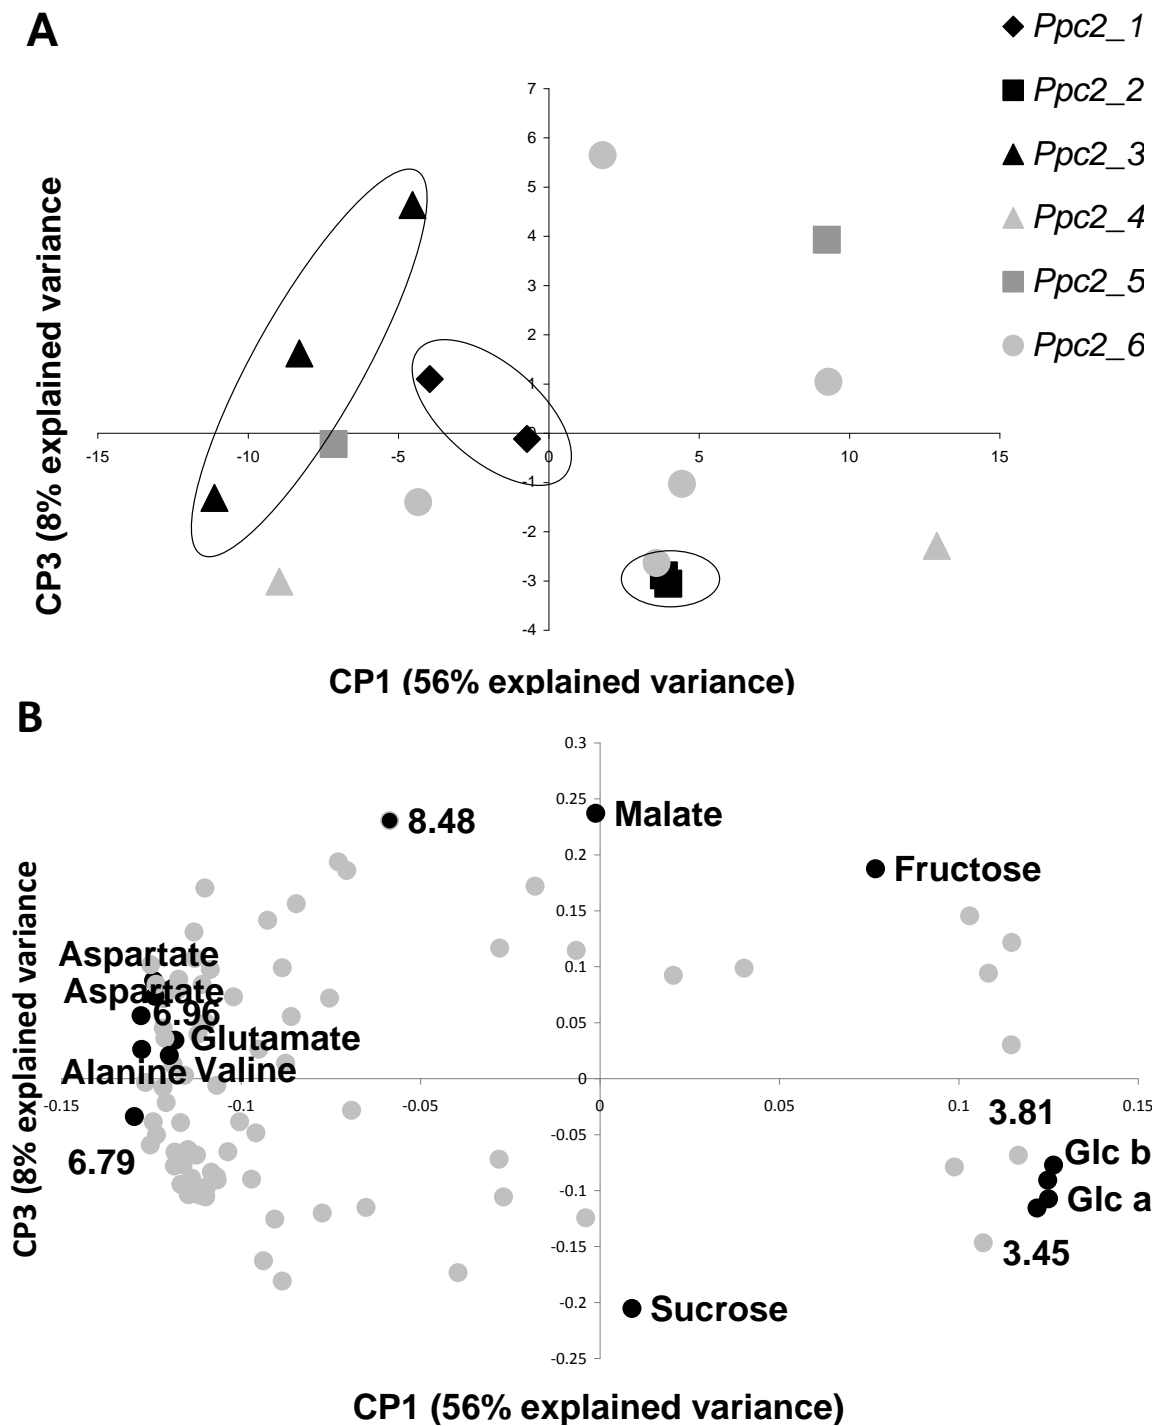 A
Ppc2_1
Ppc2_2
Ppc2_3
Ppc2_4
Ppc2_5
Ppc2_6
7
6
5
4
3
2
1
0
-1
-2
-3
-4
-15
-10
-5
0
5
10
15
CP3 (8% explained variance
CP1 (56% explained variance)
B
0.3
0.25
0.2
0.15
0.1
0.05
0
-0.05
-0.1
-0.15
-0.2
-0.25
-0.15
-0.1
-0.05
0
0.05
0.1
0.15
8.48
Malate
Fructose
Aspartate
Aspartate
6.96
Glutamate
Alanine
Valine
6.79
3.81
Glc b
Glc a
3.45
Sucrose
CP3 (8% explained variance
CP1 (56% explained variance)